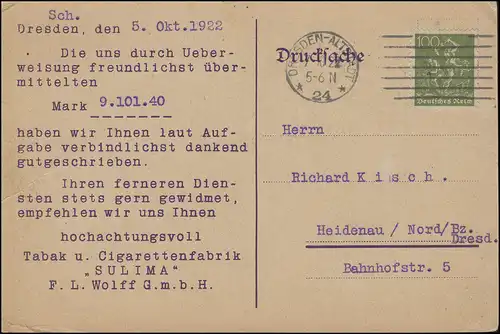 Sch.
Dresden, den 5. Okt. 1922
Die uns durch Ueber-
weisung freundlichst über-
mittelten
Mark 9.101.40
haben wir Ihnen laut Auf-
gabe verbindlichst dankend
gutgeschrieben.
Ihren ferneren Dien-
sten stets gern gewidmet,
empfehlen wir uns Ihnen
hochachtungsvoll
Tabak u. Cigarettenfabrik
„SULIMA"
F. L. Wolff G.m.b.H.
Drucksache
DRESDEN-ALTSTADT
5-6 N
* 24 *
100
Deutsches Reich
Herrn
Richard Kisch.
Heidenau / Nord/Bz.
Dresd.
Bahnhofstr. 5